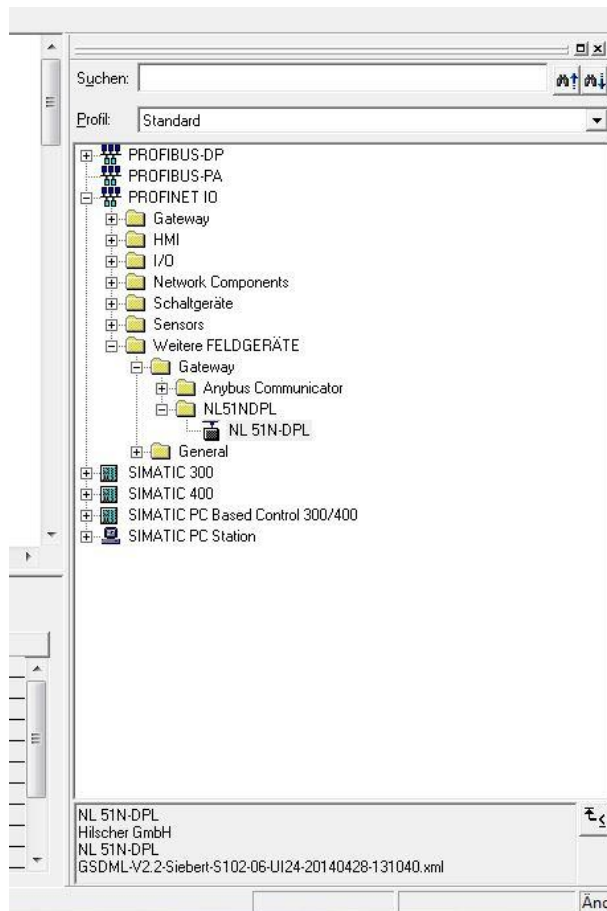 Suchen:
Profil: Standard
PROFIBUS-DP
PROFIBUS-PA
PROFINET IO
Gateway
HMI
I/O
Network Components
Schaltgeräte
Sensors
Weitere FELDGERÄTE
Gateway
Anybus Communicator
NL51NDPL
NL 51N-DPL
General
SIMATIC 300
SIMATIC 400
SIMATIC PC Based Control 300/400
SIMATIC PC Station
NL 51N-DPL
Hilscher GmbH
NL 51N-DPL
GSDML-V2.2-Siebert-S102-06-UI24-20140428-131040.xml
Änd